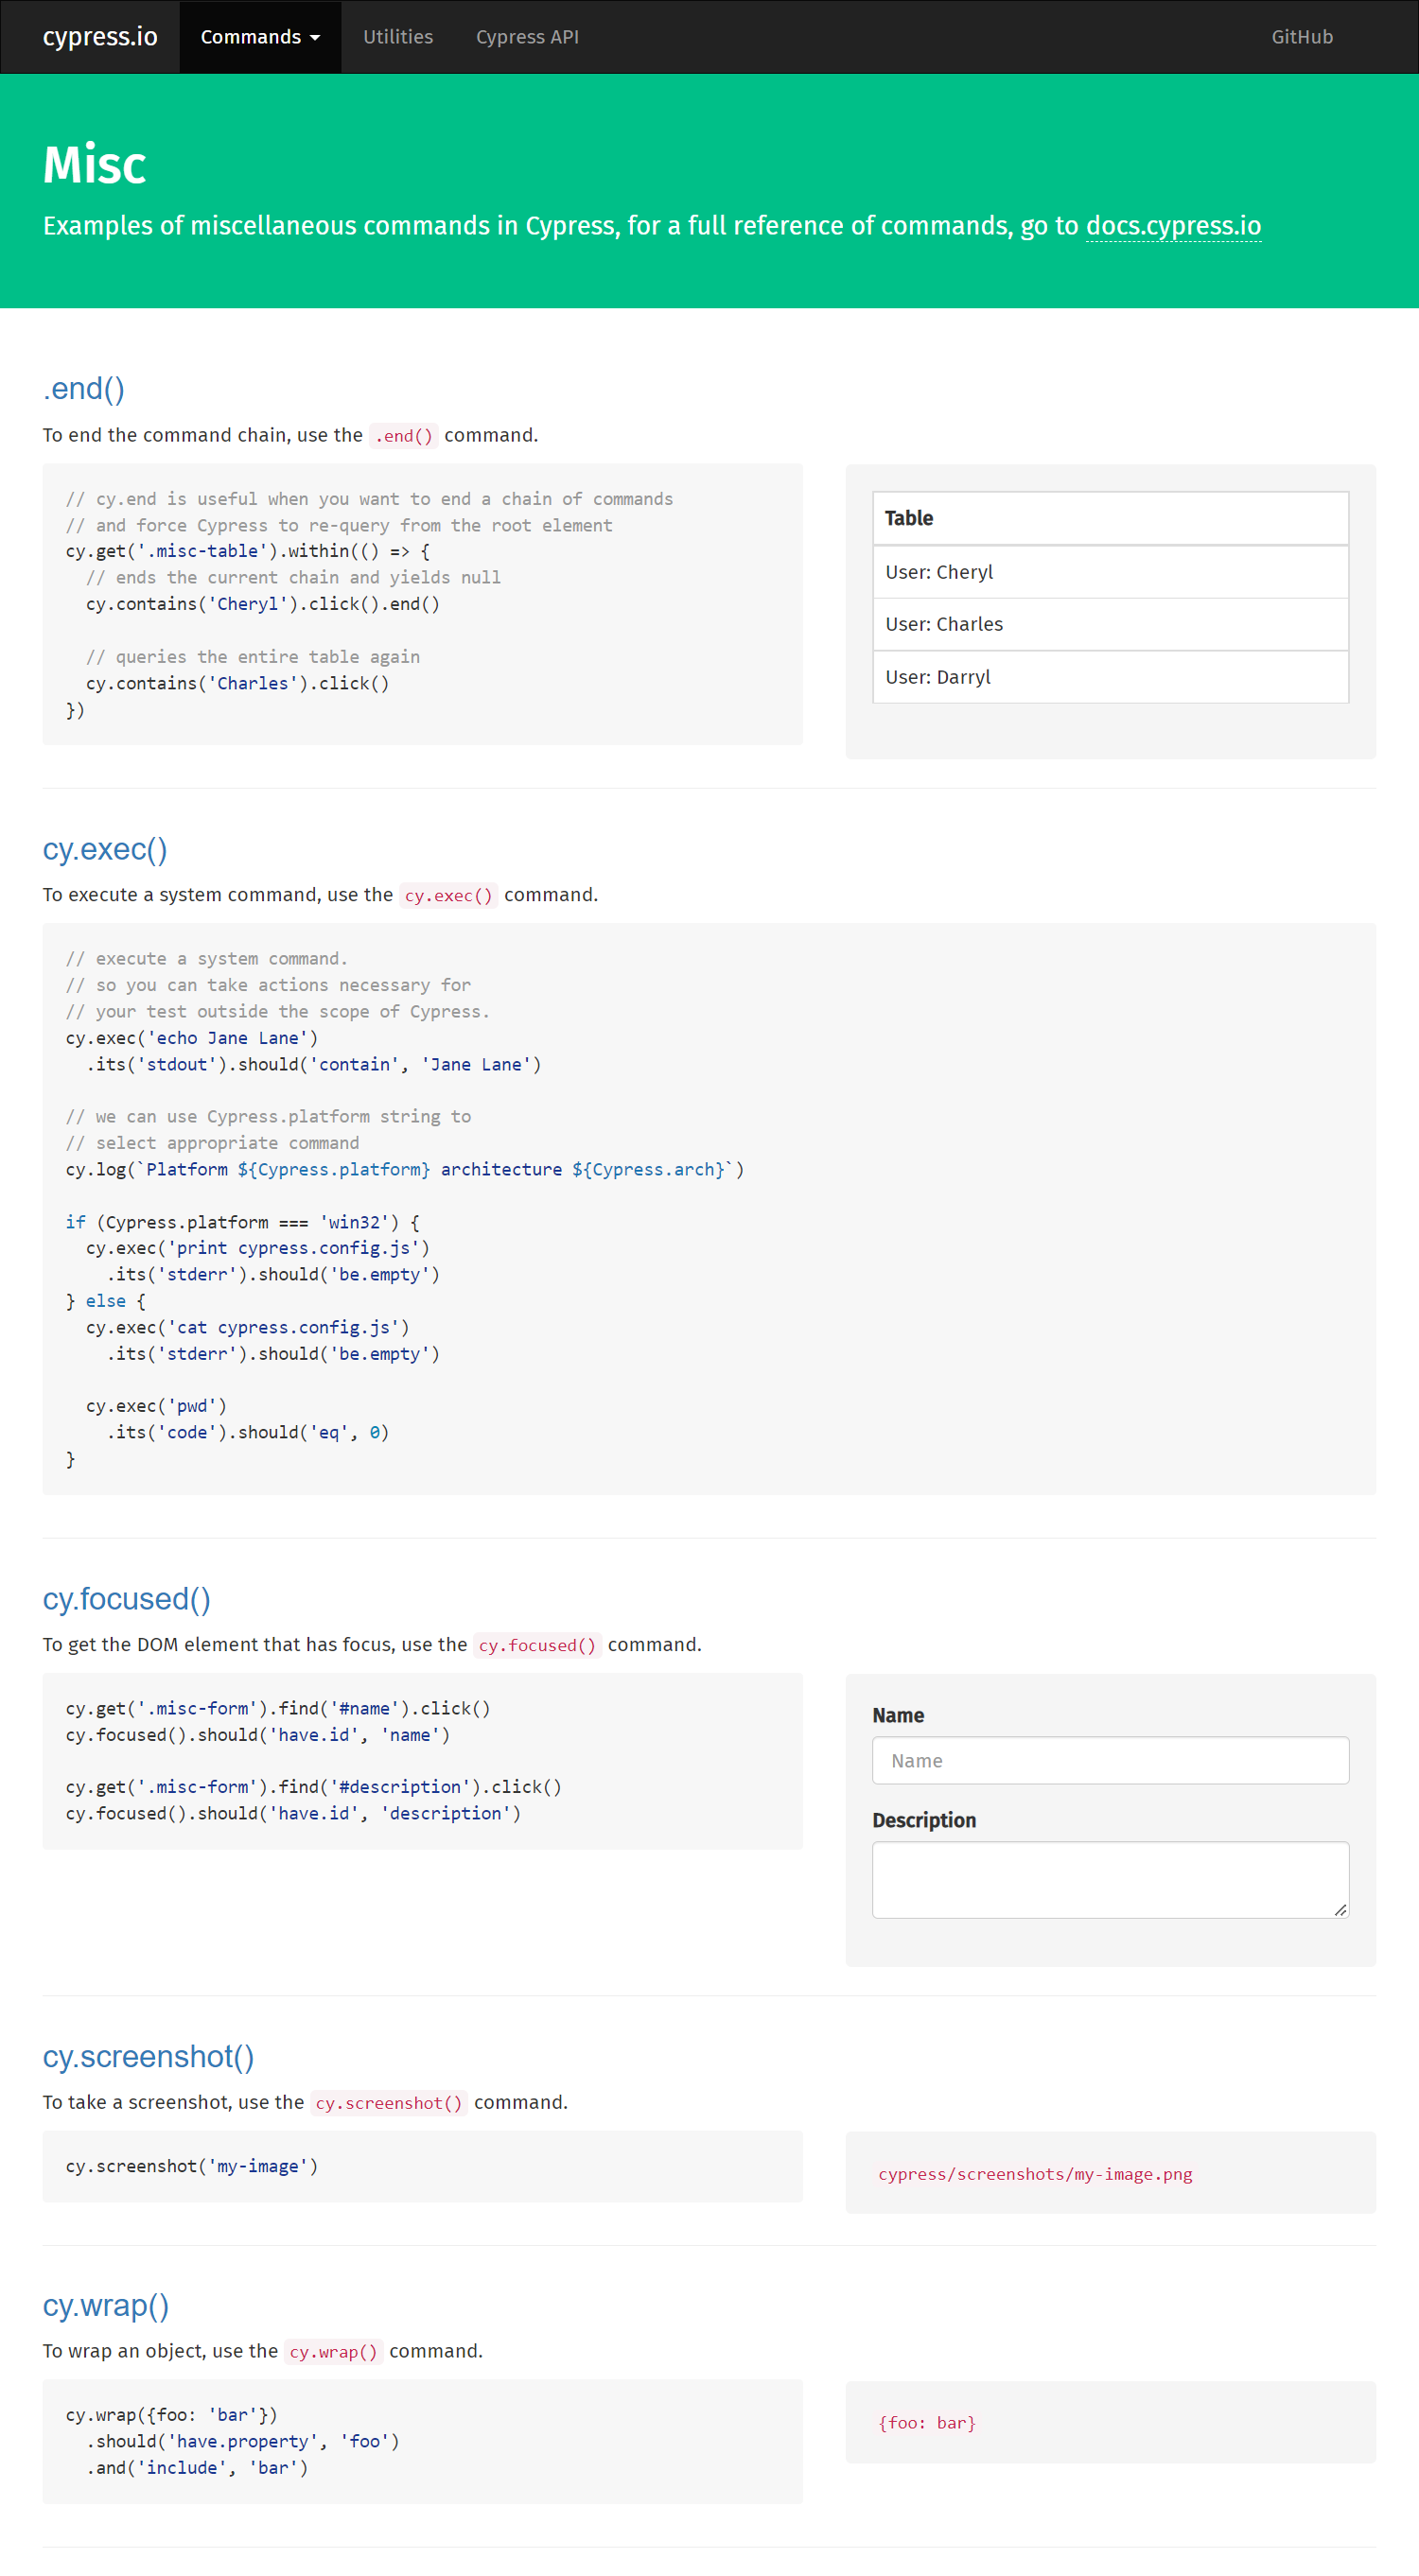 cypress.io Commands Utilities Cypress API GitHub
Misc
Examples of miscellaneous commands in Cypress, for a full reference of commands, go to docs.cypress.io
.end()
To end the command chain, use the .end() command.
// cy.end is useful when you want to end a chain of commands
// and force Cypress to re-query from the root element
cy.get('.misc-table').within(() => {
  // ends the current chain and yields null
  cy.contains('Cheryl').click().end()
  // queries the entire table again
  cy.contains('Charles').click()
})
Table
User: Cheryl
User: Charles
User: Darryl
cy.exec()
To execute a system command, use the cy.exec() command.
// execute a system command.
// so you can take actions necessary for
// your test outside the scope of Cypress.
cy.exec('echo Jane Lane')
  .its('stdout').should('contain', 'Jane Lane')
// we can use Cypress.platform string to
// select appropriate command
cy.log(`Platform ${Cypress.platform} architecture ${Cypress.arch}`)
if (Cypress.platform === 'win32') {
  cy.exec('print cypress.config.js')
    .its('stderr').should('be.empty')
} else {
  cy.exec('cat cypress.config.js')
    .its('stderr').should('be.empty')
  cy.exec('pwd')
    .its('code').should('eq', 0)
}
cy.focused()
To get the DOM element that has focus, use the cy.focused() command.
cy.get('.misc-form').find('#name').click()
cy.focused().should('have.id', 'name')
cy.get('.misc-form').find('#description').click()
cy.focused().should('have.id', 'description')
Name
Name
Description
cy.screenshot()
To take a screenshot, use the cy.screenshot() command.
cy.screenshot('my-image')
cypress/screenshots/my-image.png
cy.wrap()
To wrap an object, use the cy.wrap() command.
cy.wrap({foo: 'bar'})
  .should('have.property', 'foo')
  .and('include', 'bar')
{foo: bar}